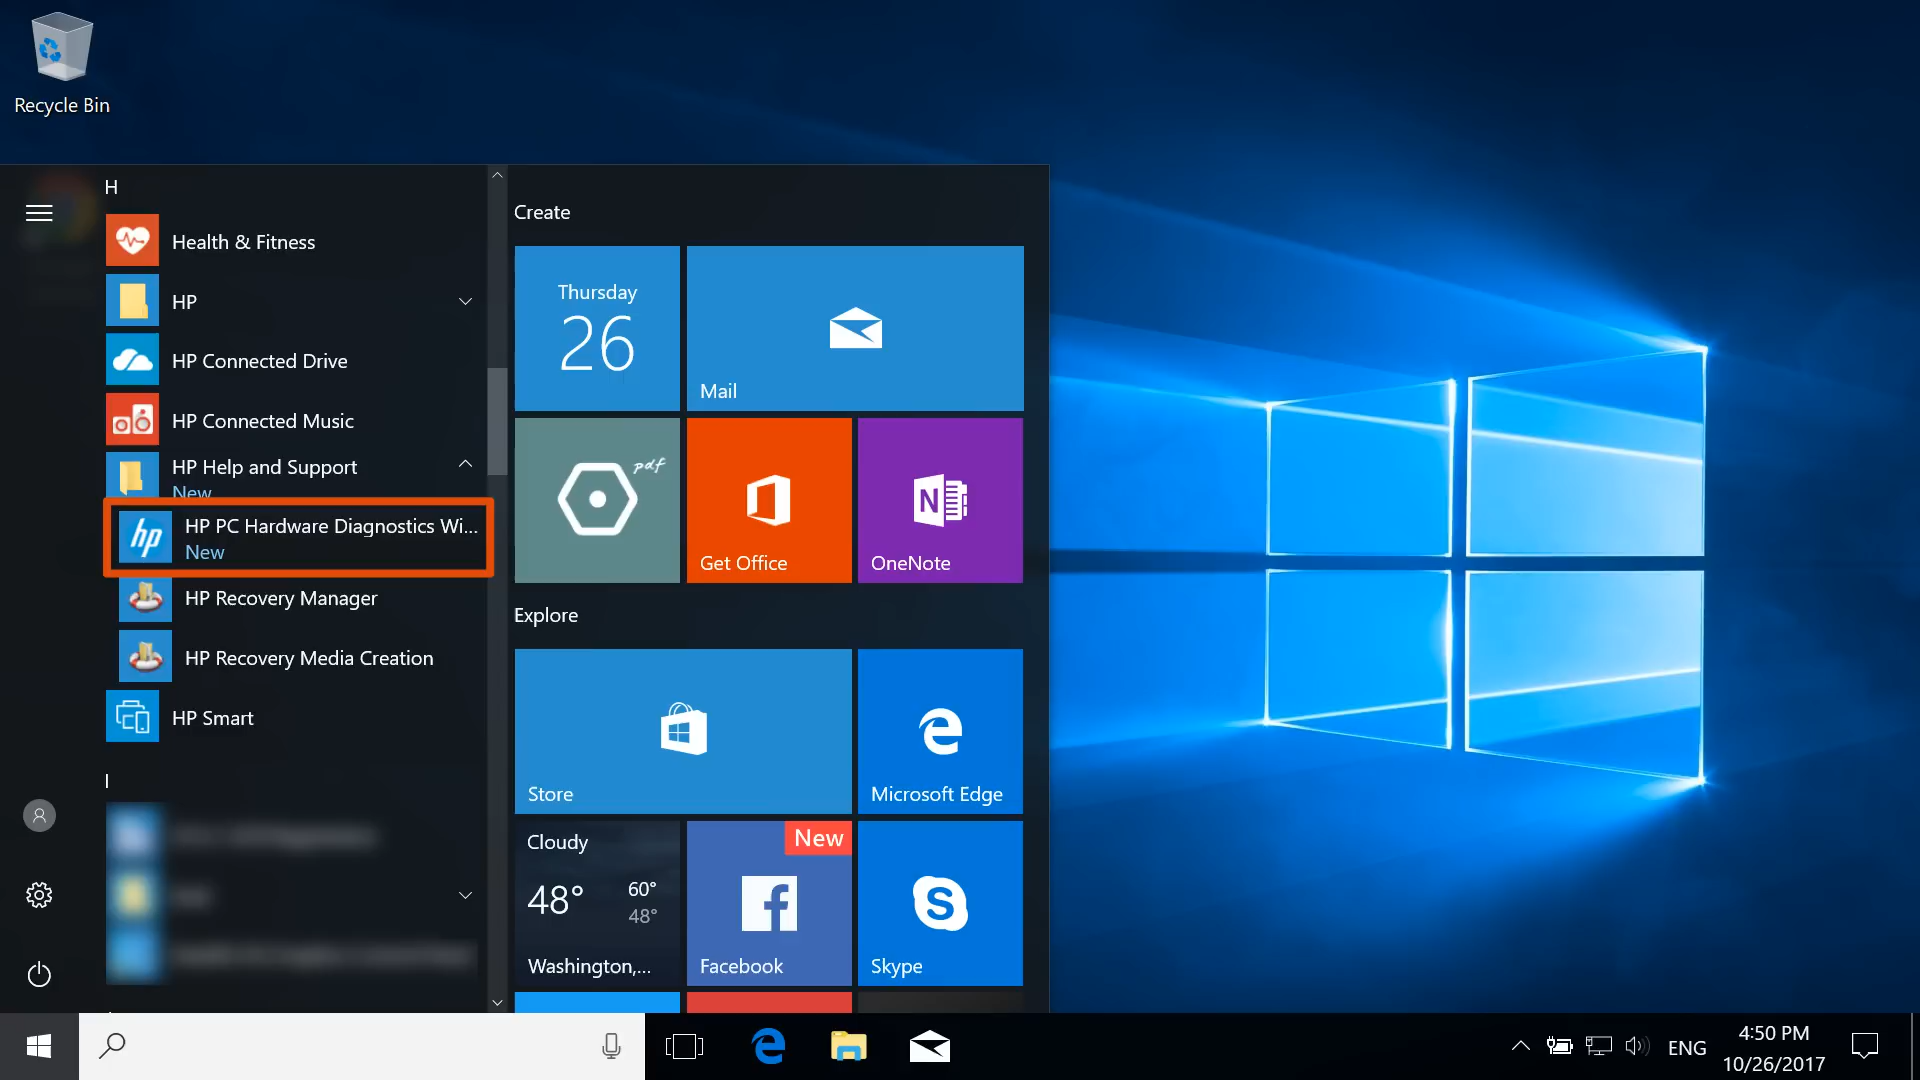 Recycle Bin
H
Health & Fitness
HP
HP Connected Drive
HP Connected Music
HP Help and Support
New
hp
HP PC Hardware Diagnostics Wi...
New
HP Recovery Manager
HP Recovery Media Creation
HP Smart
I
Create
Thursday
26
Mail
pdf
Get Office
N
OneNote
Explore
Store
Microsoft Edge
Cloudy
48°
60°
48°
Washington,...
New
Facebook
Skype
ENG
4:50 PM
10/26/2017